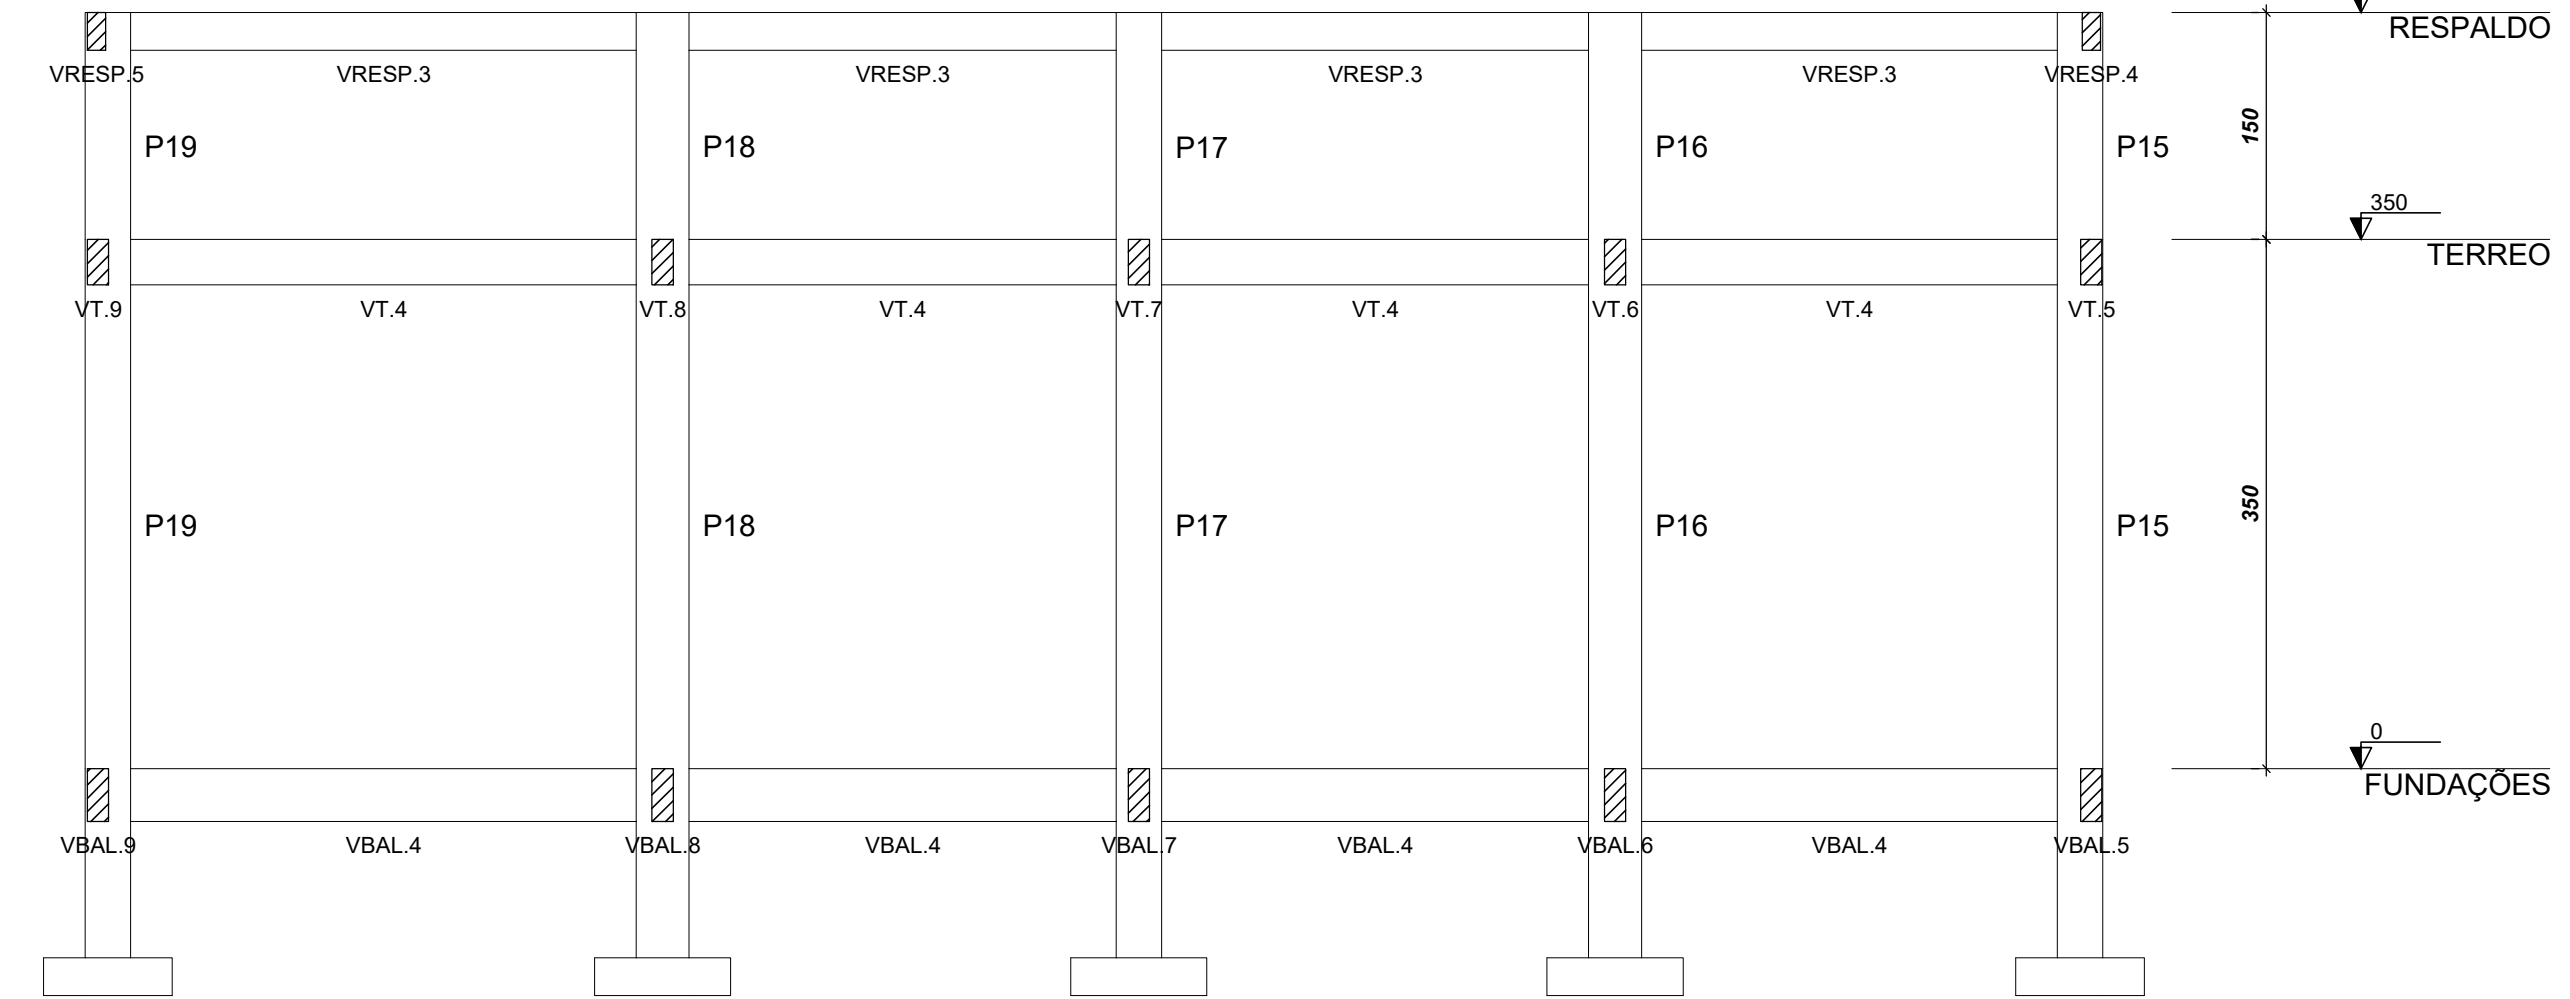 RESPALDO
VRESP.5 VRESP.3 VRESP.3 VRESP.3 VRESP.3 VRESP.4
150
P19 P18 P17 P16 P15
350
TERREO
VT.9 VT.4 VT.8 VT.4 VT.7 VT.4 VT.6 VT.4 VT.5
350
P19 P18 P17 P16 P15
0
FUNDAÇÕES
VBAL.9 VBAL.4 VBAL.8 VBAL.4 VBAL.7 VBAL.4 VBAL.6 VBAL.4 VBAL.5